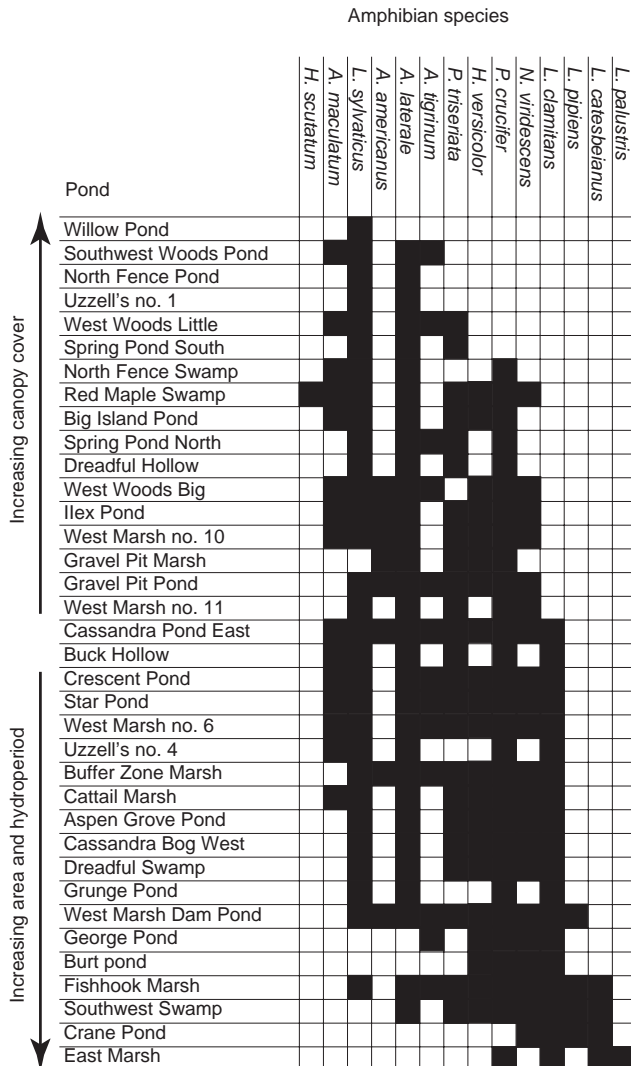 Amphibian species
H. scutatum
A. maculatum
L. sylvaticus
A. americanus
A. laterale
A. tigrinum
P. triseriata
H. versicolor
P. crucifer
N. viridescens
L. clamitans
L. pipiens
L. catesbeianus
L. palustris
Pond
Willow Pond
Southwest Woods Pond
North Fence Pond
Uzzell's no. 1
West Woods Little
Spring Pond South
North Fence Swamp
Red Maple Swamp
Big Island Pond
Spring Pond North
Dreadful Hollow
West Woods Big
Ilex Pond
West Marsh no. 10
Gravel Pit Marsh
Gravel Pit Pond
West Marsh no. 11
Cassandra Pond East
Buck Hollow
Crescent Pond
Star Pond
West Marsh no. 6
Uzzell's no. 4
Buffer Zone Marsh
Cattail Marsh
Aspen Grove Pond
Cassandra Bog West
Dreadful Swamp
Grunge Pond
West Marsh Dam Pond
George Pond
Burt pond
Fishhook Marsh
Southwest Swamp
Crane Pond
East Marsh
Increasing canopy cover
Increasing area and hydroperiod